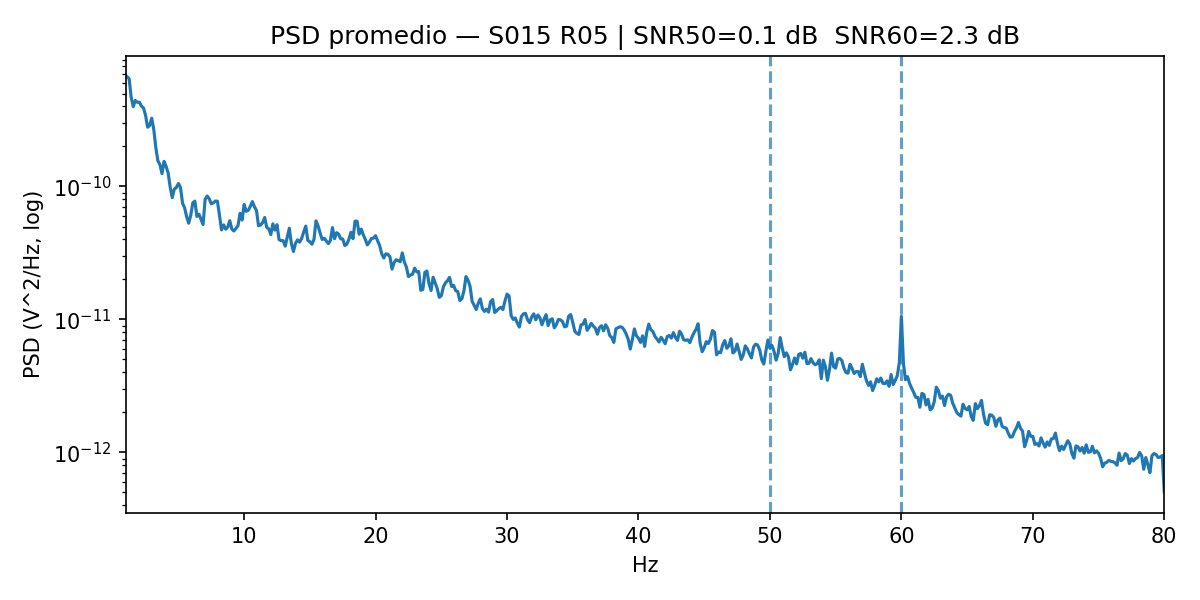 PSD promedio — S015 R05 | SNR50=0.1 dB  SNR60=2.3 dB
PSD (V^2/Hz, log)
10⁻¹⁰
10⁻¹¹
10⁻¹²
10 20 30 40 50 60 70 80
Hz